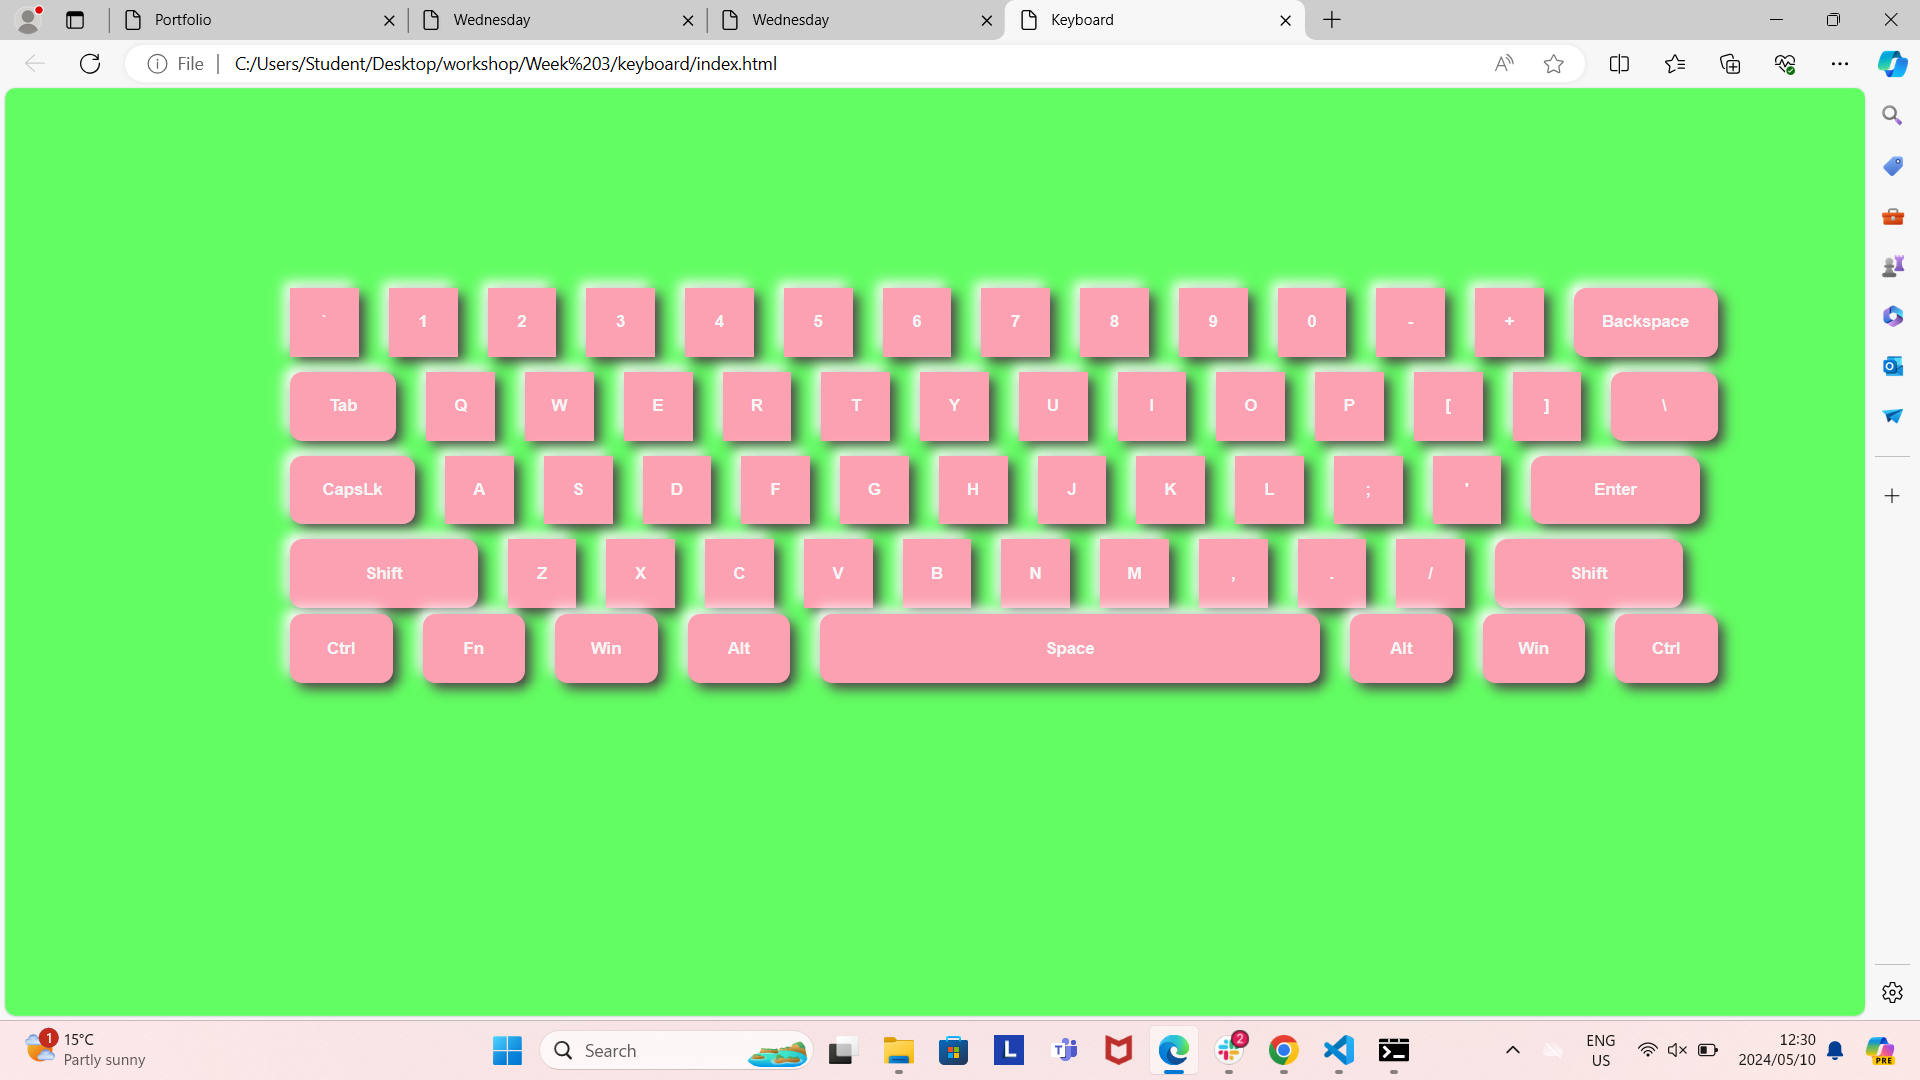 Portfolio Wednesday Wednesday Keyboard
File C:/Users/Student/Desktop/workshop/Week%203/keyboard/index.html
` 1 2 3 4 5 6 7 8 9 0 - + Backspace
Tab Q W E R T Y U I O P [ ] \
CapsLk A S D F G H J K L ; ' Enter
Shift Z X C V B N M , . / Shift
Ctrl Fn Win Alt Space Alt Win Ctrl
1 15°C
Partly sunny
Search
L
2
ENG
US
12:30
2024/05/10
PRE